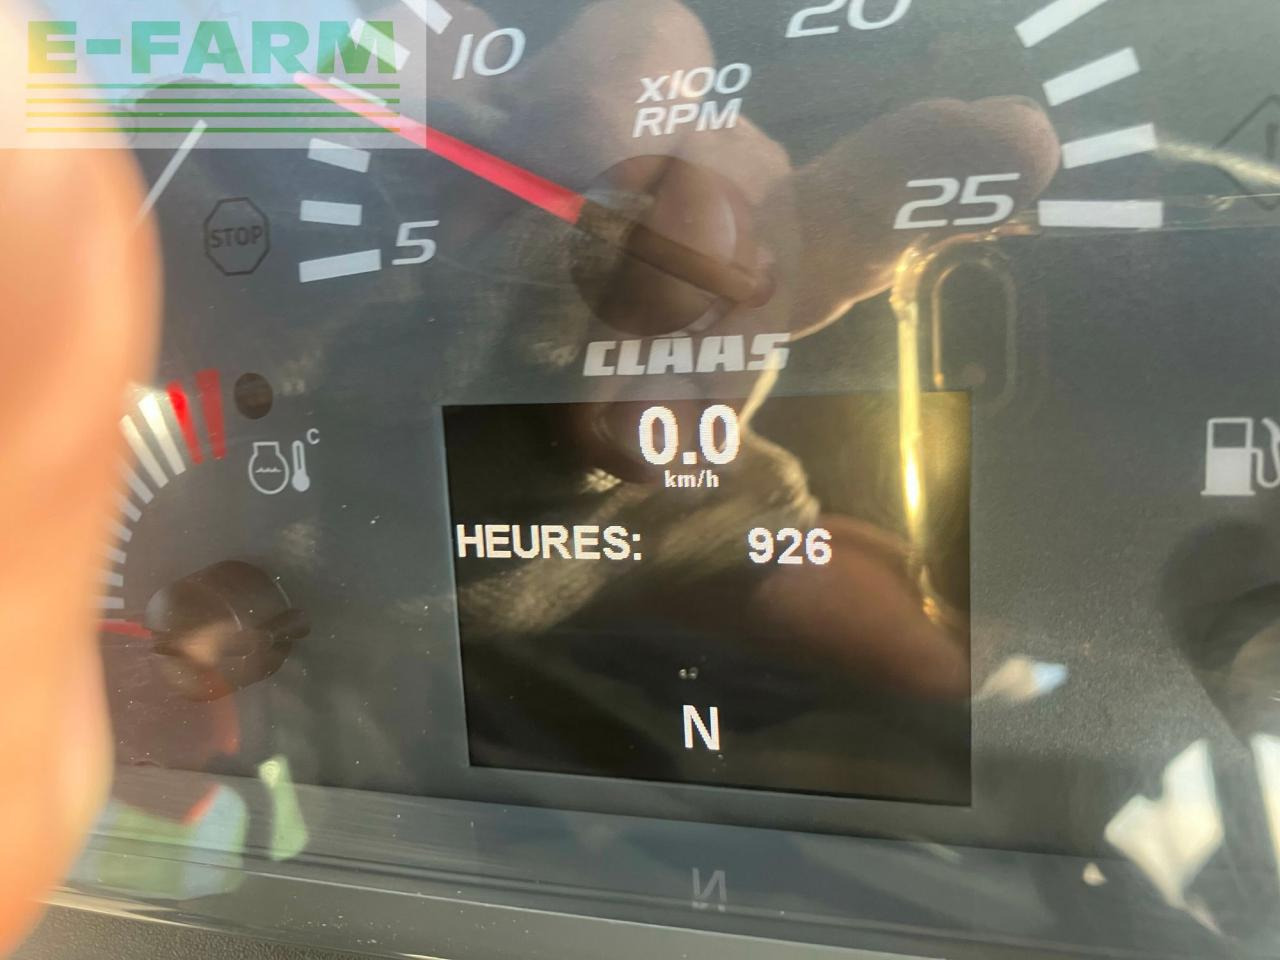 E-FARM
10
20
X100
RPM
25
5
STOP
CLAAS
C
0.0
km/h
HEURES: 926
N